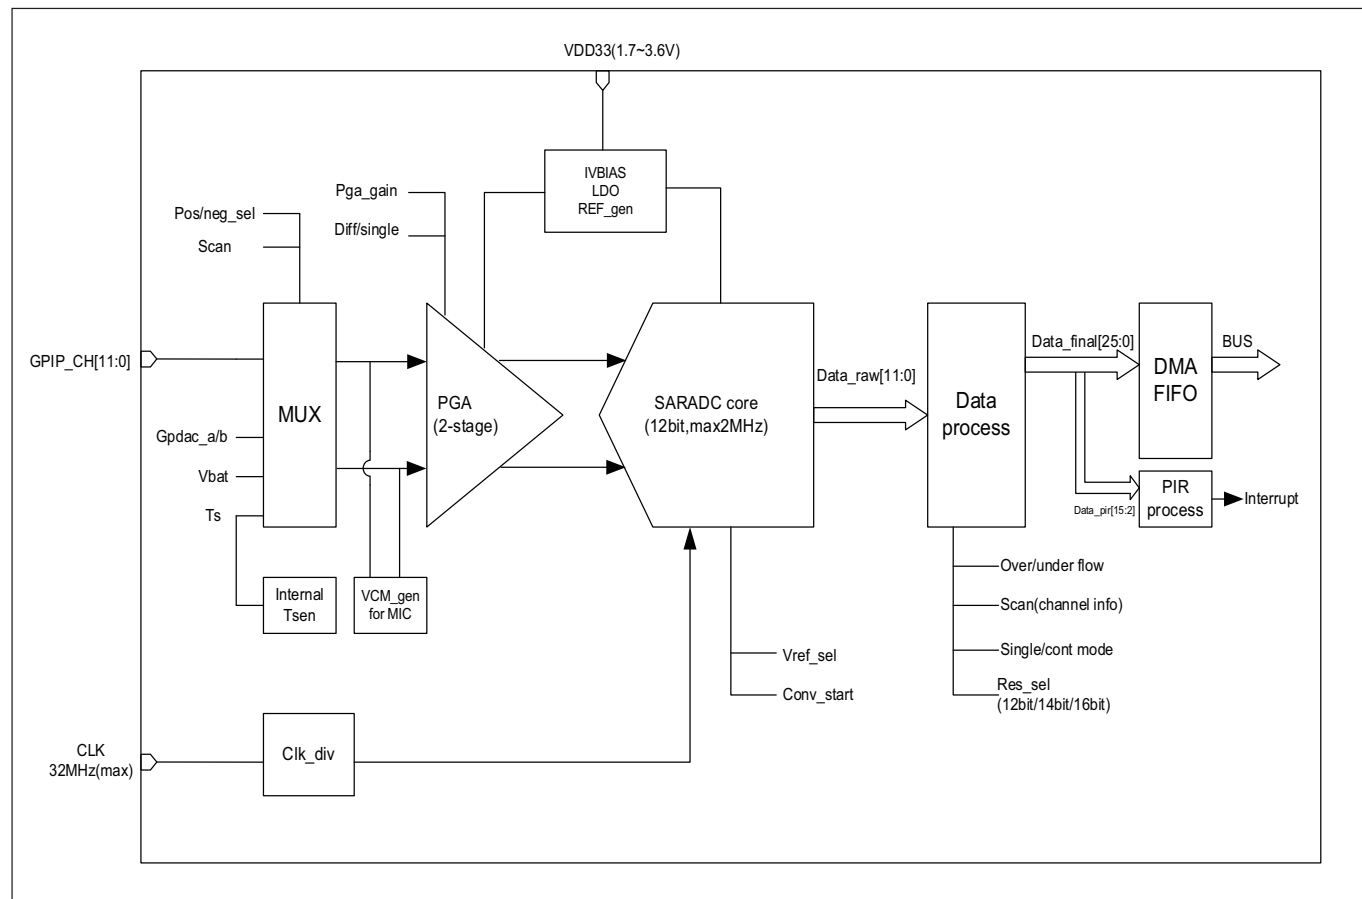 VDD33(1.7~3.6V)
IVBIAS
LDO
REF_gen
Pga_gain
Diff/single
Pos/neg_sel
Scan
GPIP_CH[11:0]
MUX
Gpdac_a/b
Vbat
Ts
Internal
Tsen
VCM_gen
for MIC
PGA
(2-stage)
SARADC core
(12bit,max2MHz)
Data_raw[11:0]
Data
process
Data_final[25:0]
DMA
FIFO
BUS
Data_pir[15:2]
PIR
process
Interrupt
Over/under flow
Scan(channel info)
Single/cont mode
Res_sel
(12bit/14bit/16bit)
Vref_sel
Conv_start
CLK
32MHz(max)
Clk_div